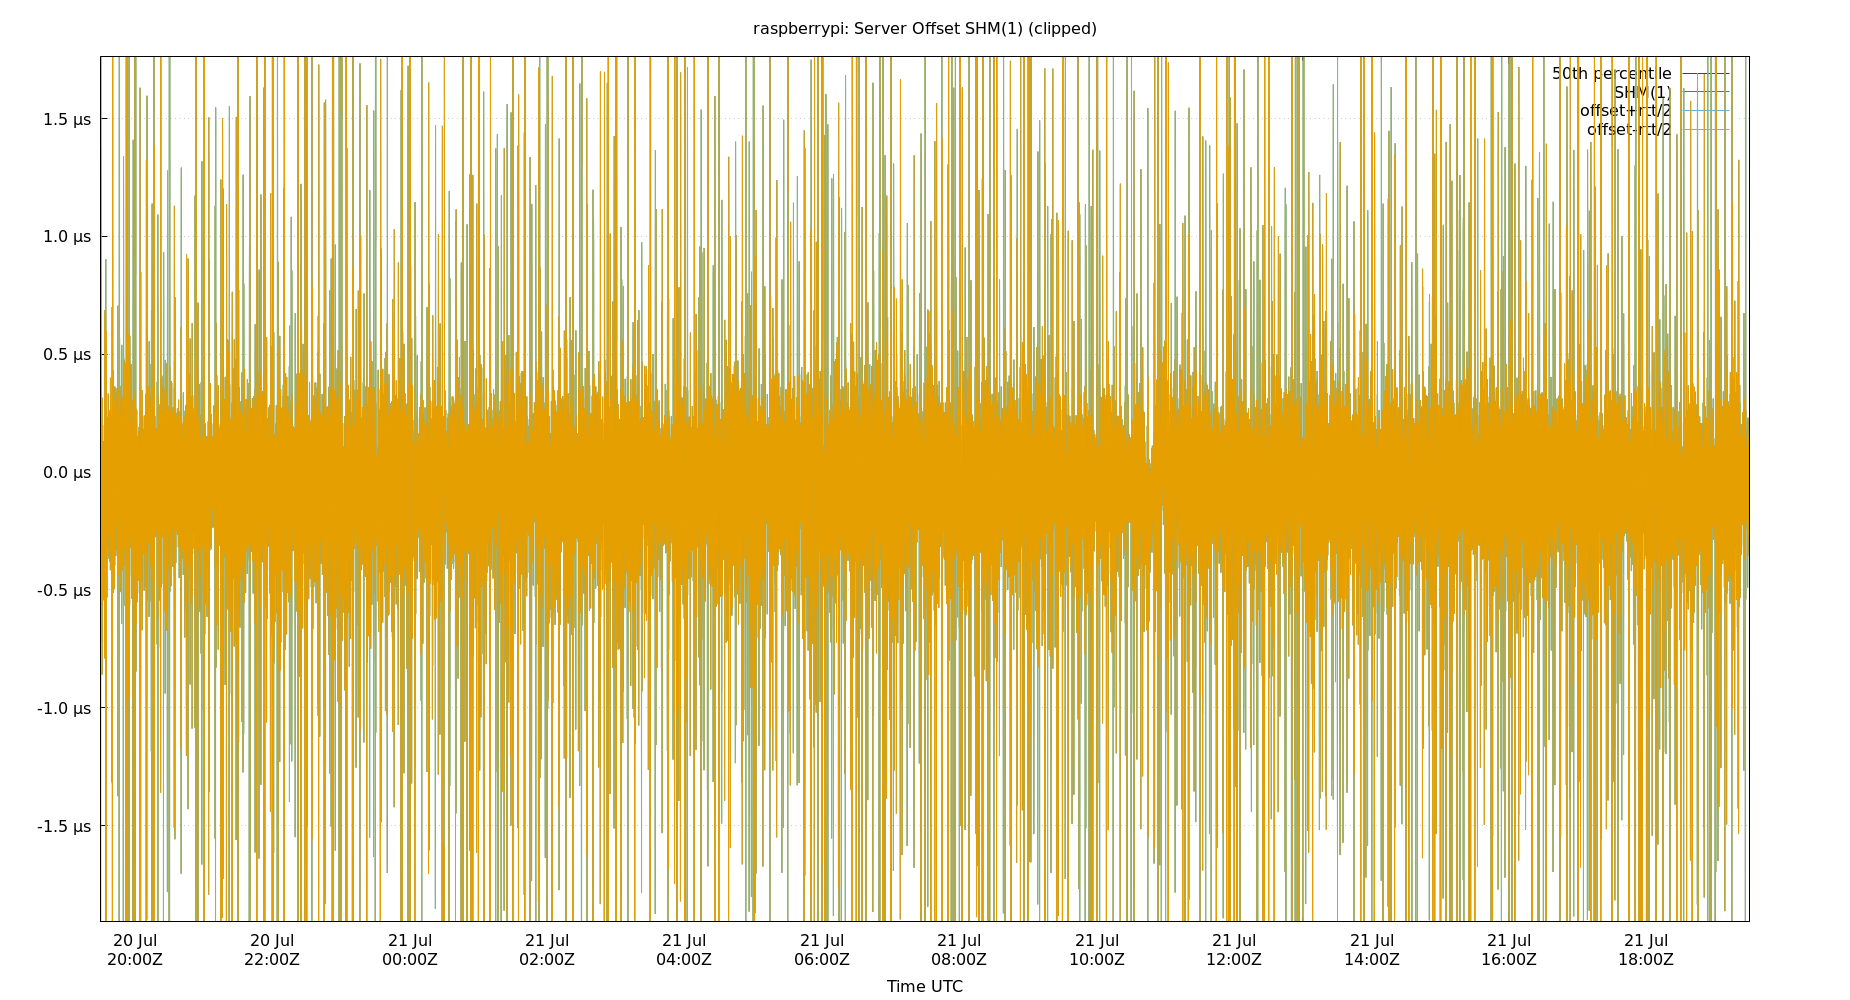 raspberrypi: Server Offset SHM(1) (clipped)
50th percentile
SHM(1)
offset+rtt/2
offset-rtt/2
1.5 µs
1.0 µs
0.5 µs
0.0 µs
-0.5 µs
-1.0 µs
-1.5 µs
20 Jul 20 Jul 21 Jul 21 Jul 21 Jul 21 Jul 21 Jul 21 Jul 21 Jul 21 Jul 21 Jul 21 Jul
20:00Z 22:00Z 00:00Z 02:00Z 04:00Z 06:00Z 08:00Z 10:00Z 12:00Z 14:00Z 16:00Z 18:00Z
Time UTC